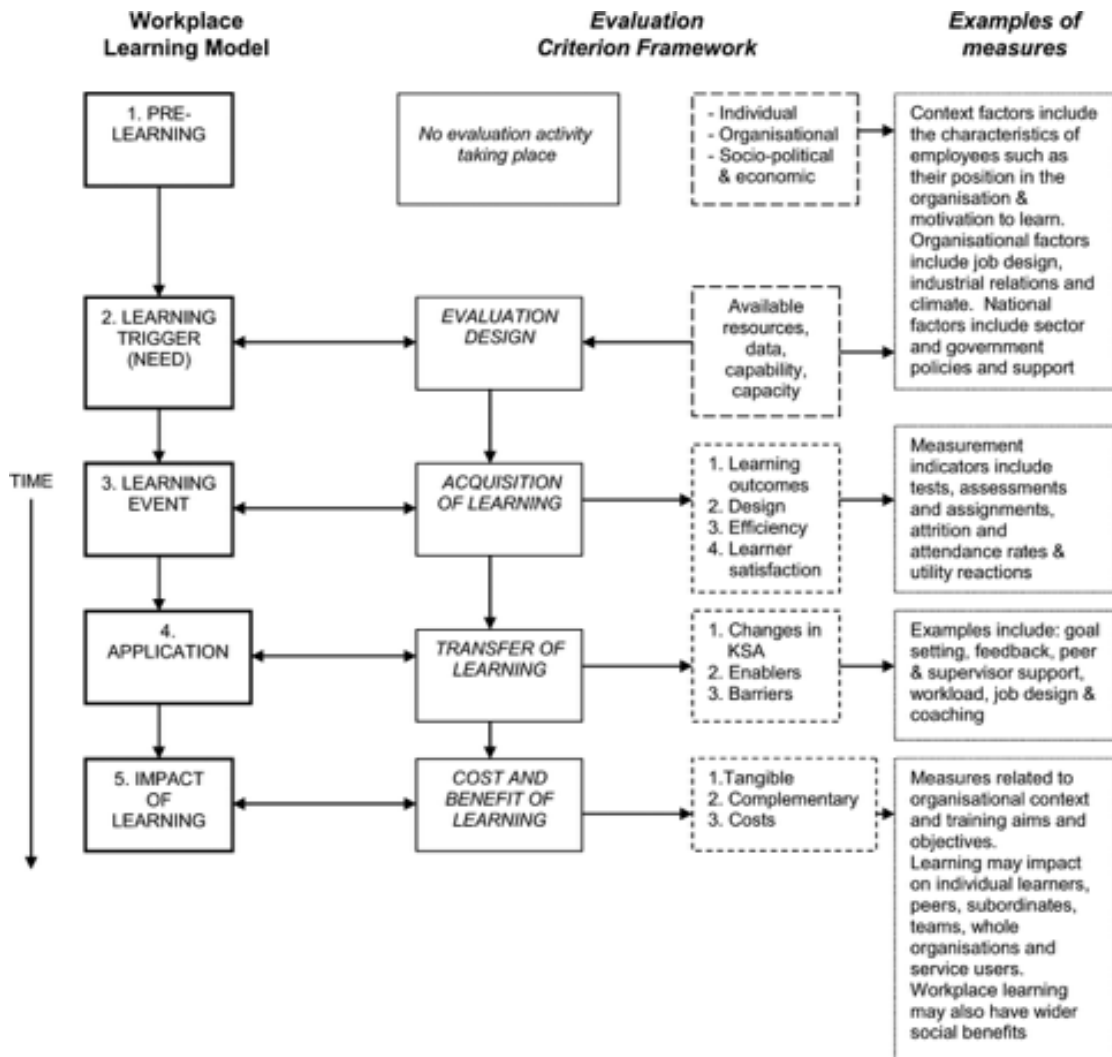 Workplace
Learning Model
Evaluation
Criterion Framework
Examples of
measures
1. PRE-
LEARNING
No evaluation activity
taking place
- Individual
- Organisational
- Socio-political
& economic
Context factors include
the characteristics of
employees such as
their position in the
organisation &
motivation to learn.
Organisational factors
include job design,
industrial relations and
climate. National
factors include sector
and government
policies and support
2. LEARNING
TRIGGER
(NEED)
EVALUATION
DESIGN
Available
resources,
data,
capability,
capacity
TIME
3. LEARNING
EVENT
ACQUISITION
OF LEARNING
1. Learning
outcomes
2. Design
3. Efficiency
4. Learner
satisfaction
Measurement
indicators include
tests, assessments
and assignments,
attrition and
attendance rates &
utility reactions
4.
APPLICATION
TRANSFER OF
LEARNING
1. Changes in
KSA
2. Enablers
3. Barriers
Examples include: goal
setting, feedback, peer
& supervisor support,
workload, job design &
coaching
5. IMPACT
OF
LEARNING
COST AND
BENEFIT OF
LEARNING
1.Tangible
2. Complementary
3. Costs
Measures related to
organisational context
and training aims and
objectives.
Learning may impact
on individual learners,
peers, subordinates,
teams, whole
organisations and
service users.
Workplace learning
may also have wider
social benefits